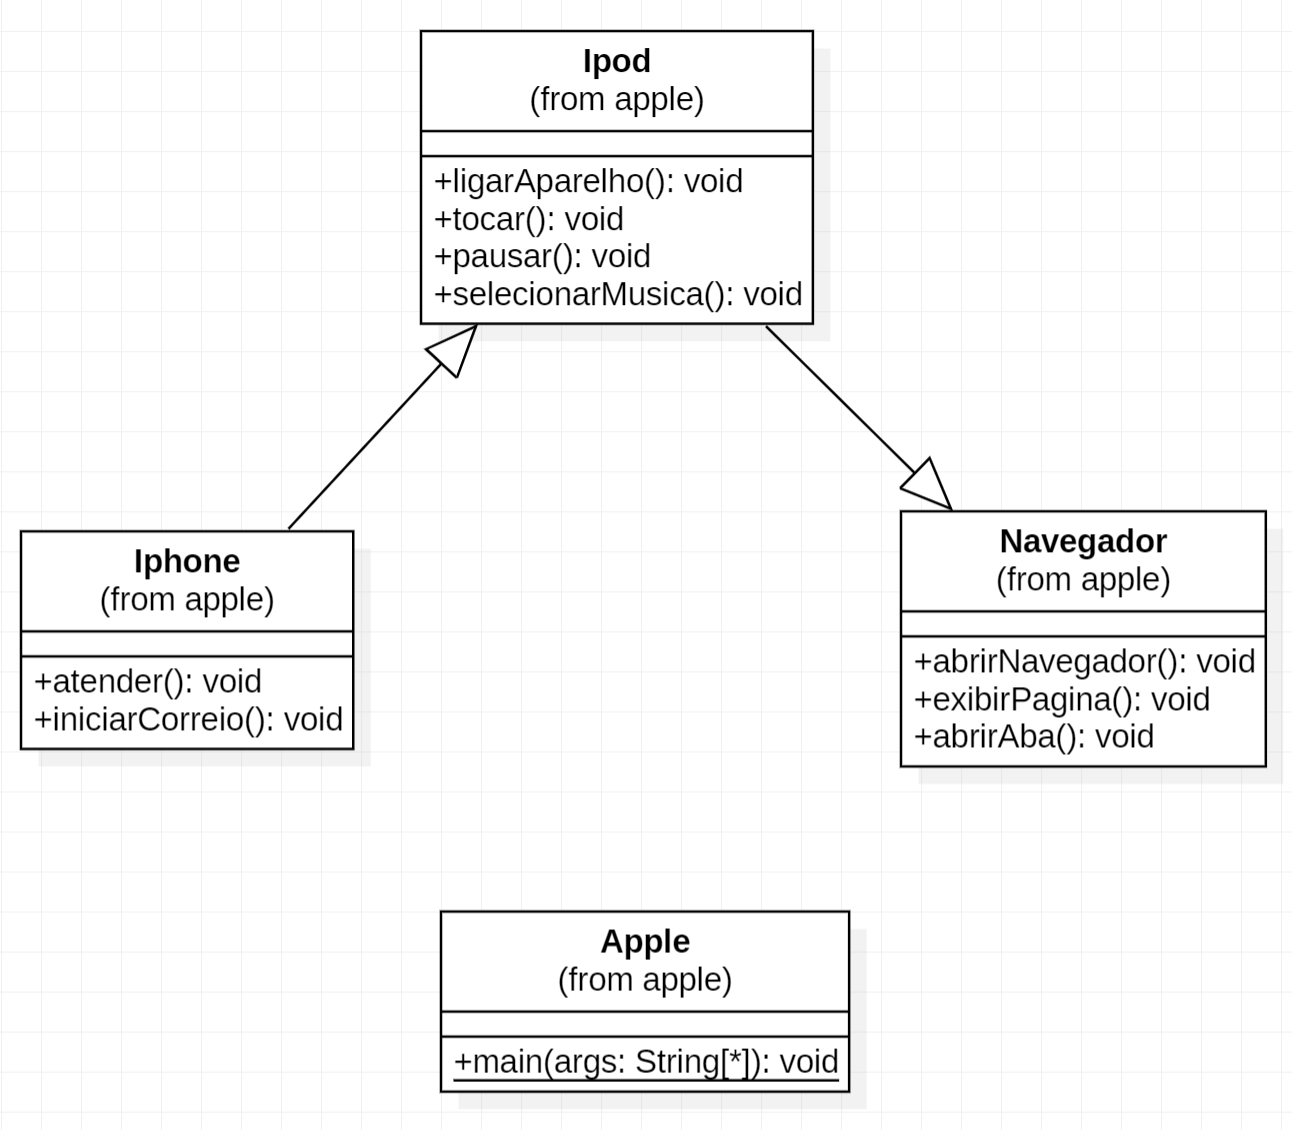 Ipod
(from apple)
+ligarAparelho(): void
+tocar(): void
+pausar(): void
+selecionarMusica(): void
Iphone
(from apple)
+atender(): void
+iniciarCorreio(): void
Navegador
(from apple)
+abrirNavegador(): void
+exibirPagina(): void
+abrirAba(): void
Apple
(from apple)
+main(args: String[*]): void